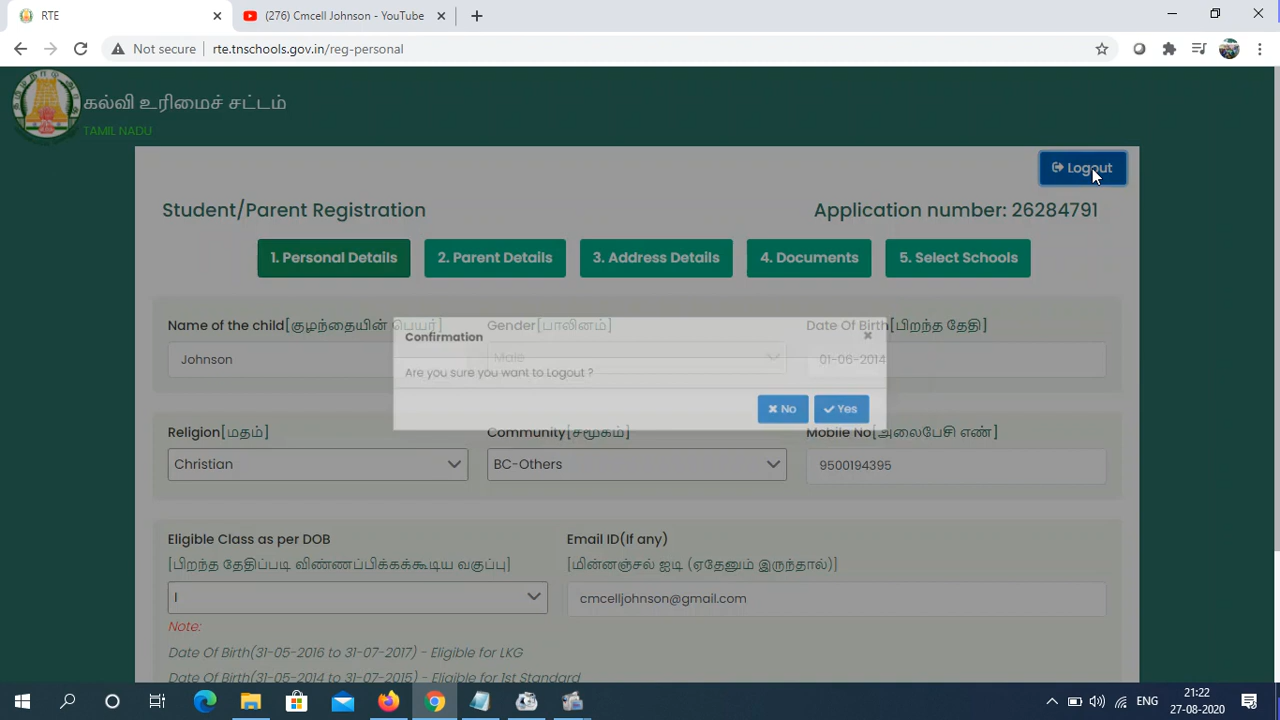 RTE
(276) Cmcell Johnson - YouTube
Not secure
rte.tnschools.gov.in/reg-personal
கல்வி உரிமைச் சட்டம்
TAMIL NADU
Logout
Student/Parent Registration
Application number: 26284791
1. Personal Details
2. Parent Details
3. Address Details
4. Documents
5. Select Schools
Name of the child[குழந்தையின் பெயர்]
Gender[பாலினம்]
Date Of Birth[பிறந்த தேதி]
Johnson
Male
01-06-2014
Confirmation
Are you sure you want to Logout ?
No
Yes
Religion[மதம்]
Community[சமூகம்]
Mobile No[அலைபேசி எண்]
Christian
BC-Others
9500194395
Eligible Class as per DOB
[பிறந்த தேதிப்படி விண்ணப்பிக்கக்கூடிய வகுப்பு]
Email ID(If any)
[மின்னஞ்சல் ஐடி (ஏதேனும் இருந்தால்)]
I
cmcelljohnson@gmail.com
Note:
Date Of Birth(31-05-2016 to 31-07-2017) - Eligible for LKG
Date Of Birth(31-05-2014 to 31-07-2015) - Eligible for 1st Standard
ENG
21:22
27-08-2020